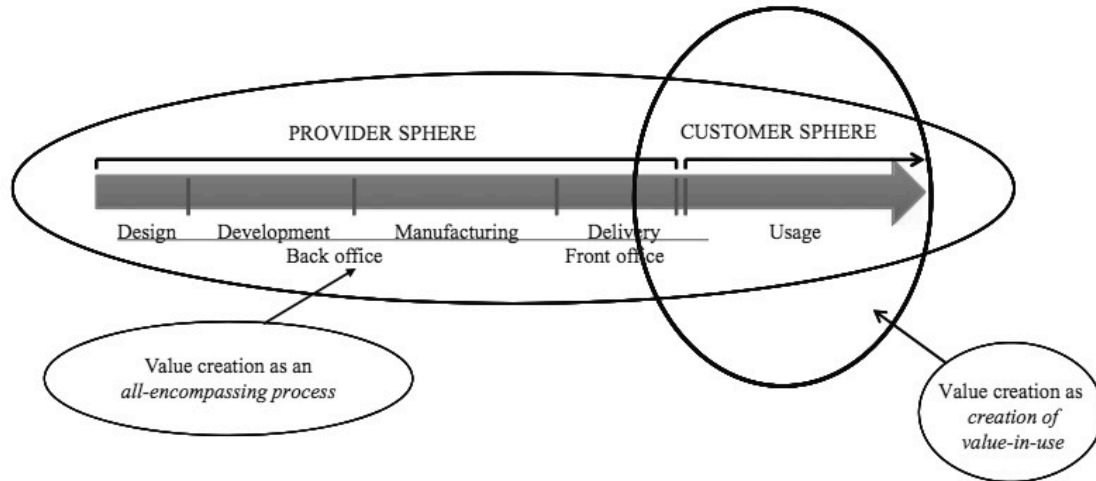 PROVIDER SPHERE CUSTOMER SPHERE
Design Development Manufacturing Delivery Usage
Back office Front office
Value creation as an
all-encompassing process
Value creation as
creation of
value-in-use